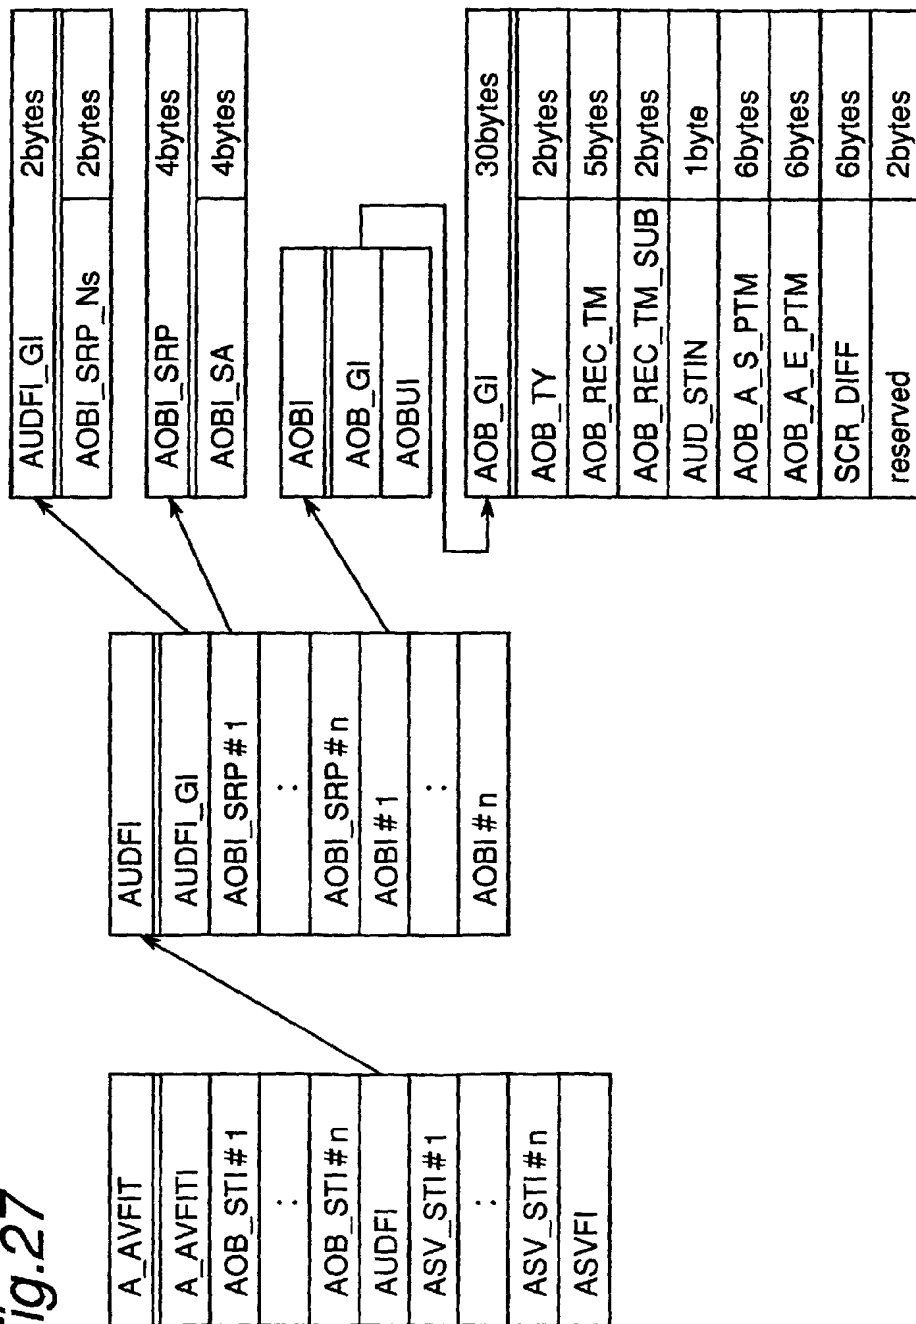 Fig.27
A_AVFIT
A_AVFITI
AOB_STI#1
:
AOB_STI#n
AUDFI
ASV_STI#1
:
ASV_STI#n
ASVFI
AUDFI
AUDFI_GI
AOBI_SRP#1
:
AOBI_SRP#n
AOBI#1
:
AOBI#n
AUDFI_GI 2bytes
AOBI_SRP_Ns 2bytes
AOBI_SRP 4bytes
AOBI_SA 4bytes
AOBI
AOB_GI
AOBUI
AOB_GI 30bytes
AOB_TY 2bytes
AOB_REC_TM 5bytes
AOB_REC_TM_SUB 2bytes
AUD_STIN 1byte
AOB_A_S_PTM 6bytes
AOB_A_E_PTM 6bytes
SCR_DIFF 6bytes
reserved 2bytes